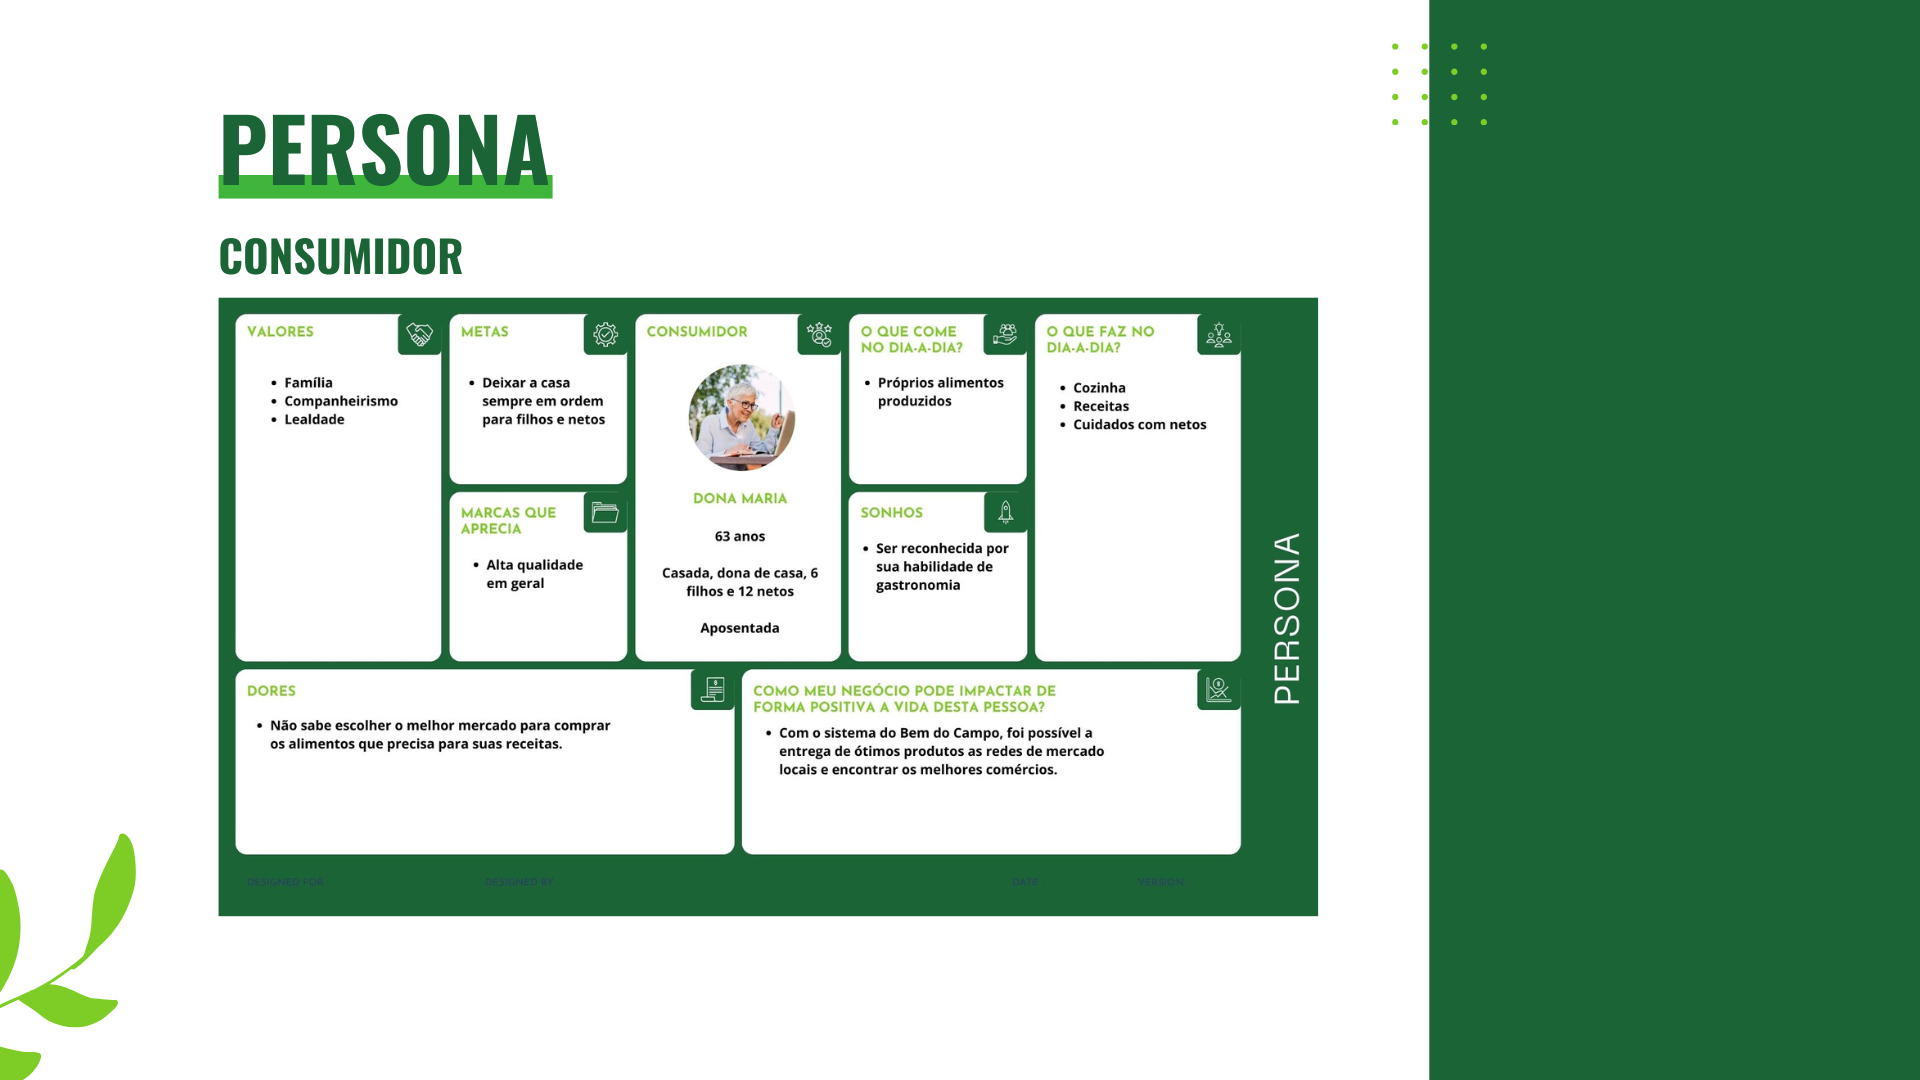 PERSONA
CONSUMIDOR
VALORES
Família
Companheirismo
Lealdade
METAS
Deixar a casa
sempre em ordem
para filhos e netos
MARCAS QUE
APRECIA
Alta qualidade
em geral
CONSUMIDOR
DONA MARIA
63 anos
Casada, dona de casa, 6
filhos e 12 netos
Aposentada
O QUE COME
NO DIA-A-DIA?
Próprios alimentos
produzidos
SONHOS
Ser reconhecida por
sua habilidade de
gastronomia
O QUE FAZ NO
DIA-A-DIA?
Cozinha
Receitas
Cuidados com netos
PERSONA
DORES
Não sabe escolher o melhor mercado para comprar
os alimentos que precisa para suas receitas.
COMO MEU NEGÓCIO PODE IMPACTAR DE
FORMA POSITIVA A VIDA DESTA PESSOA?
Com o sistema do Bem do Campo, foi possível a
entrega de ótimos produtos as redes de mercado
locais e encontrar os melhores comércios.
DESIGNED FOR
DESIGNED BY
DATE
VERSION